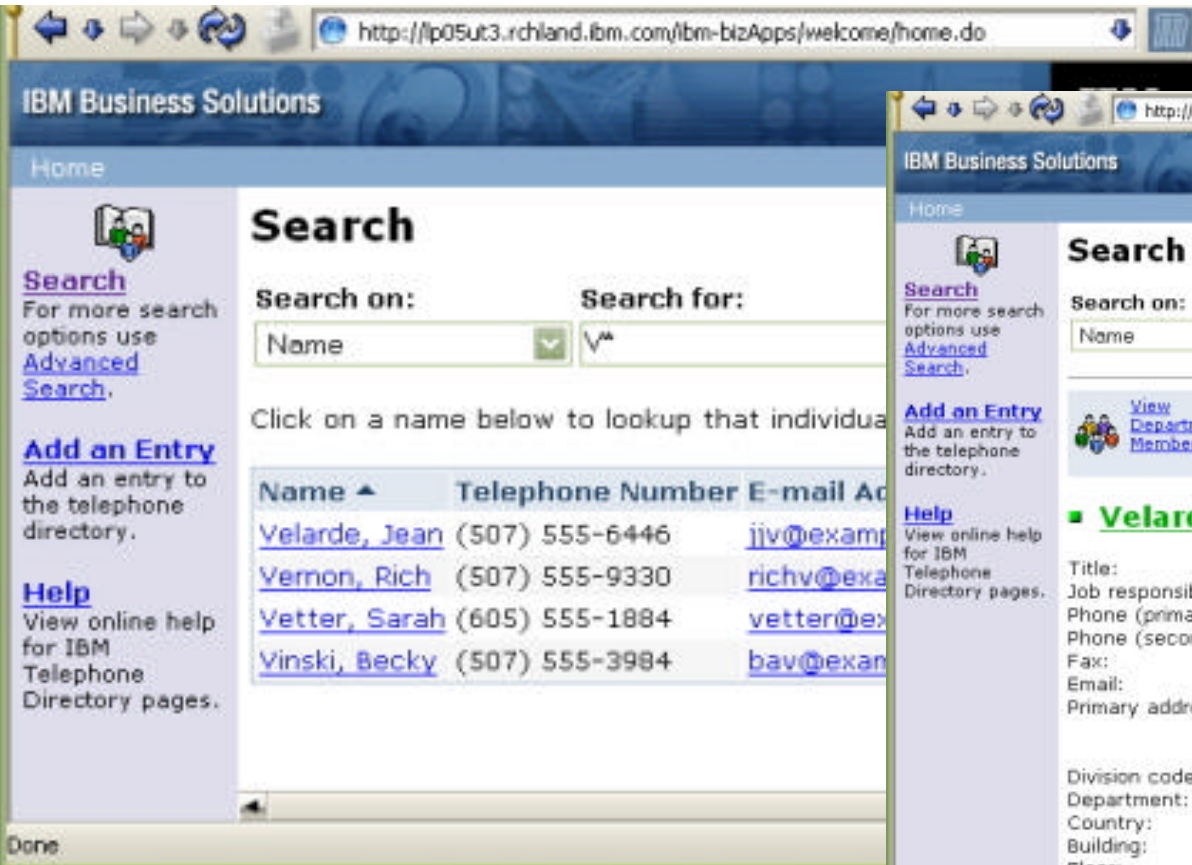 http://lp05ut3.rchland.ibm.com/ibm-bizApps/welcome/home.do
IBM Business Solutions
Home
Search
For more search
options use
Advanced
Search.
Add an Entry
Add an entry to
the telephone
directory.
Help
View online help
for IBM
Telephone
Directory pages.
Search
Search on: Search for:
Name V*
Click on a name below to lookup that individua
Name Telephone Number E-mail Ad
Velarde, Jean (507) 555-6446 jjv@examp
Vernon, Rich (507) 555-9330 richv@exa
Vetter, Sarah (605) 555-1884 vetter@ex
Vinski, Becky (507) 555-3984 bav@exam
Done
http://
IBM Business Solutions
Home
Search
For more search
options use
Advanced
Search.
Add an Entry
Add an entry to
the telephone
directory.
Help
View online help
for IBM
Telephone
Directory pages.
Search
Search on:
Name
View
Departm
Member
Velard
Title:
Job responsib
Phone (prima
Phone (secon
Fax:
Email:
Primary addre
Division code
Department:
Country:
Building: